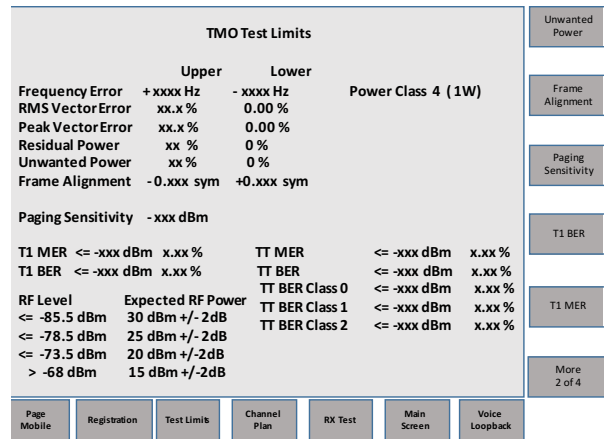 TMO Test Limits
Upper Lower
Frequency Error + xxxx Hz - xxxx Hz Power Class 4 ( 1W)
RMS Vector Error xx.x % 0.00 %
Peak Vector Error xx.x % 0.00 %
Residual Power xx % 0 %
Unwanted Power xx % 0 %
Frame Alignment - 0.xxx sym +0.xxx sym
Paging Sensitivity - xxx dBm
T1 MER <= -xxx dBm x.xx % TT MER <= -xxx dBm x.xx %
T1 BER <= -xxx dBm x.xx % TT BER <= -xxx dBm x.xx %
TT BER Class 0 <= -xxx dBm x.xx %
TT BER Class 1 <= -xxx dBm x.xx %
TT BER Class 2 <= -xxx dBm x.xx %
RF Level Expected RF Power
<= -85.5 dBm 30 dBm +/- 2dB
<= -78.5 dBm 25 dBm +/- 2dB
<= -73.5 dBm 20 dBm +/-2dB
> -68 dBm 15 dBm +/-2dB
Unwanted
Power
Frame
Alignment
Paging
Sensitivity
T1 BER
T1 MER
More
2 of 4
Page
Mobile
Registration
Test Limits
Channel
Plan
RX Test
Main
Screen
Voice
Loopback